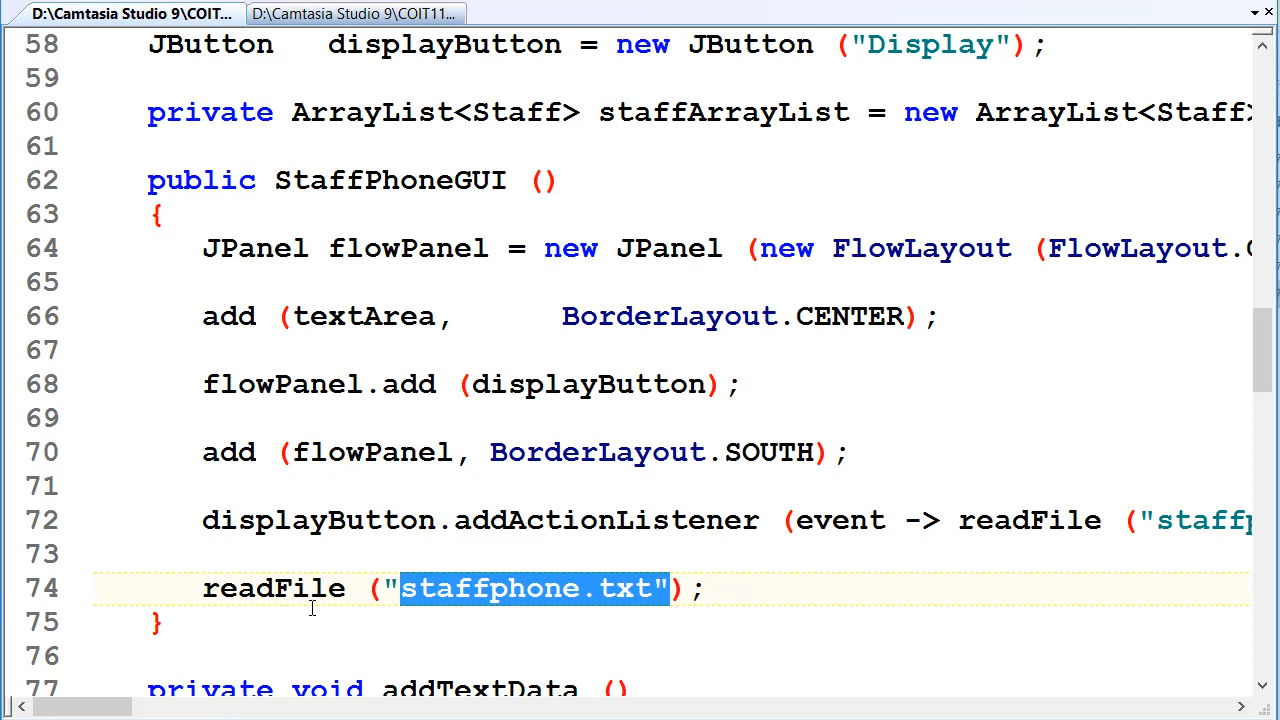 D:\Camtasia Studio 9\COIT... D:\Camtasia Studio 9\COIT11...
58 JButton displayButton = new JButton ("Display");
59
60 private ArrayList<Staff> staffArrayList = new ArrayList<Staff>
61
62 public StaffPhoneGUI ()
63 {
64 JPanel flowPanel = new JPanel (new FlowLayout (FlowLayout.
65
66 add (textArea, BorderLayout.CENTER);
67
68 flowPanel.add (displayButton);
69
70 add (flowPanel, BorderLayout.SOUTH);
71
72 displayButton.addActionListener (event -> readFile ("staffp
73
74 readFile ("staffphone.txt");
75 }
76
77 private void addTextData ()